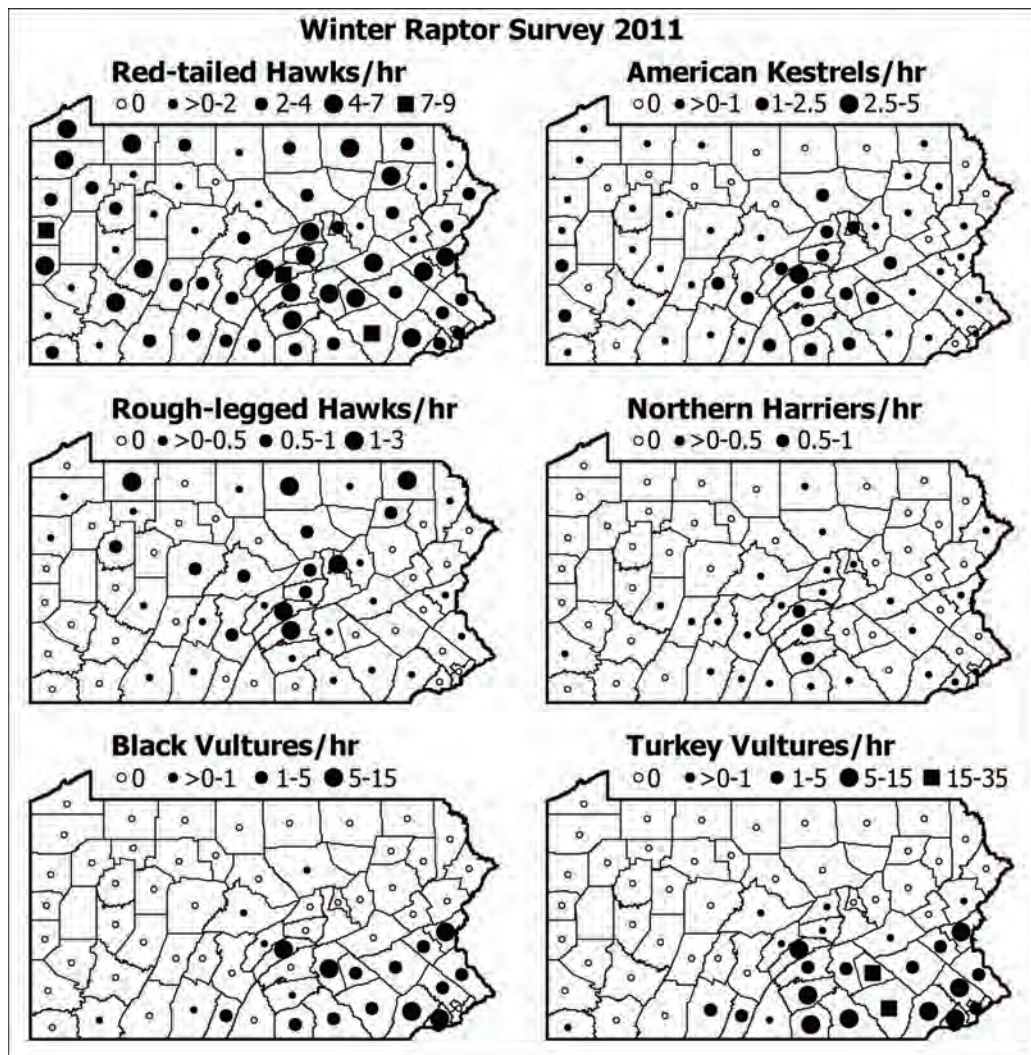 Winter Raptor Survey 2011
Red-tailed Hawks/hr
0 >0-2 2-4 4-7 7-9
American Kestrels/hr
0 >0-1 1-2.5 2.5-5
Rough-legged Hawks/hr
0 >0-0.5 0.5-1 1-3
Northern Harriers/hr
0 >0-0.5 0.5-1
Black Vultures/hr
0 >0-1 1-5 5-15
Turkey Vultures/hr
0 >0-1 1-5 5-15 15-35